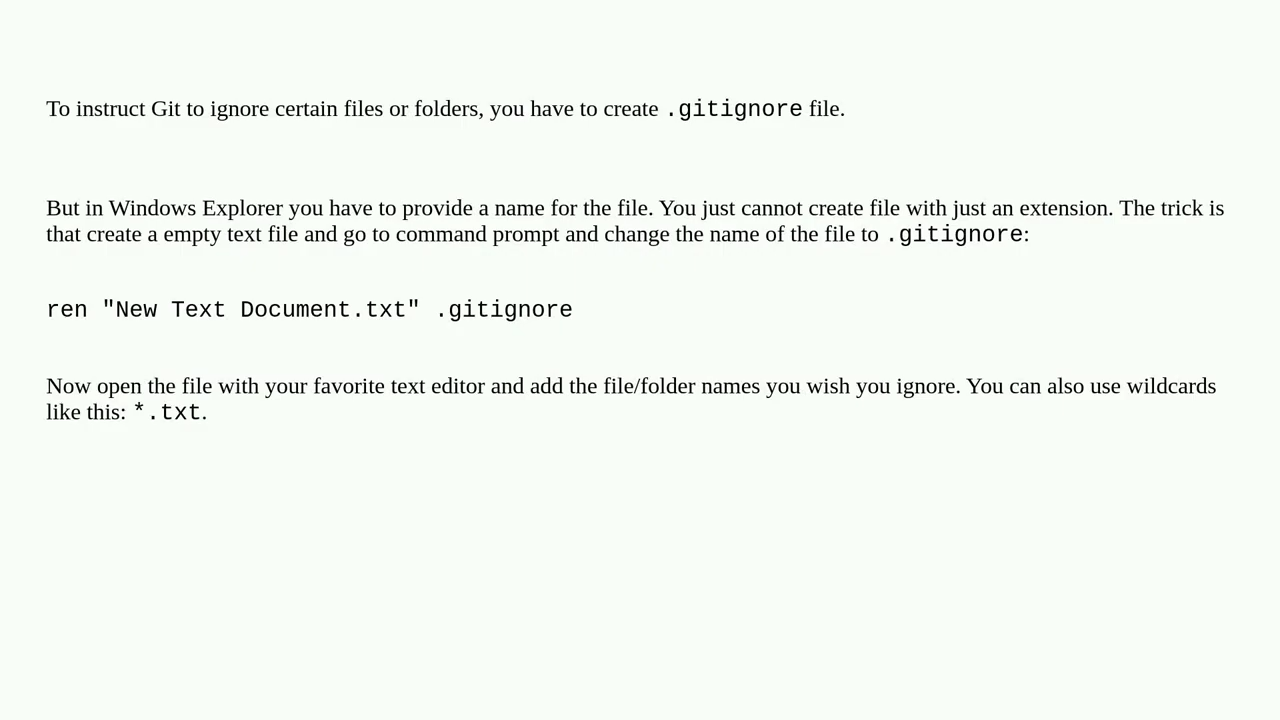 To instruct Git to ignore certain files or folders, you have to create .gitignore file.
But in Windows Explorer you have to provide a name for the file. You just cannot create file with just an extension. The trick is
that create a empty text file and go to command prompt and change the name of the file to .gitignore:
ren "New Text Document.txt" .gitignore
Now open the file with your favorite text editor and add the file/folder names you wish you ignore. You can also use wildcards
like this: *.txt.